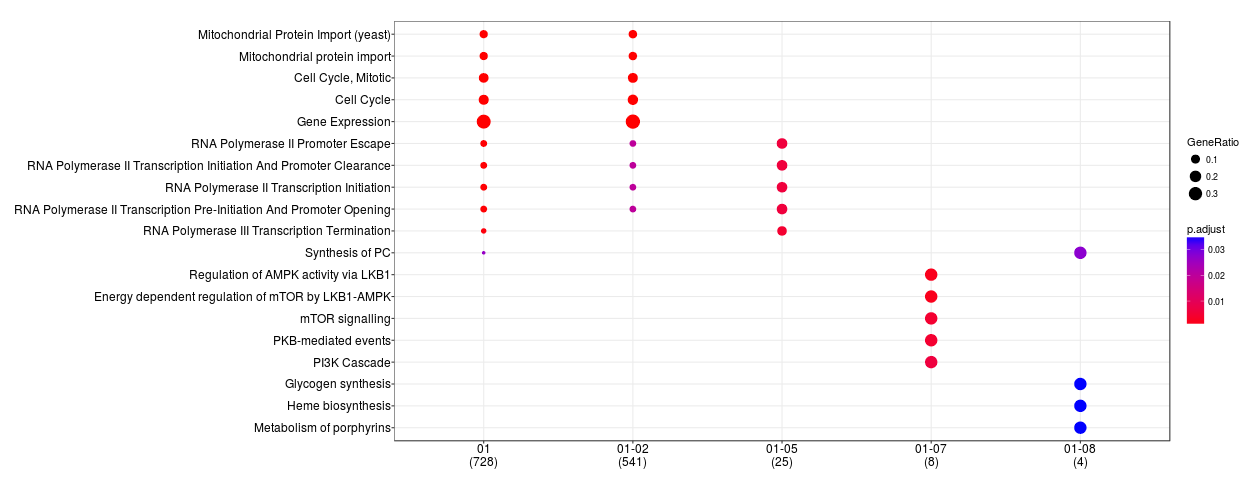 Mitochondrial Protein Import (yeast)
Mitochondrial protein import
Cell Cycle, Mitotic
Cell Cycle
Gene Expression
RNA Polymerase II Promoter Escape
RNA Polymerase II Transcription Initiation And Promoter Clearance
RNA Polymerase II Transcription Initiation
RNA Polymerase II Transcription Pre-Initiation And Promoter Opening
RNA Polymerase III Transcription Termination
Synthesis of PC
Regulation of AMPK activity via LKB1
Energy dependent regulation of mTOR by LKB1-AMPK
mTOR signalling
PKB-mediated events
PI3K Cascade
Glycogen synthesis
Heme biosynthesis
Metabolism of porphyrins
01 01-02 01-05 01-07 01-08
(728) (541) (25) (8) (4)
GeneRatio
0.1
0.2
0.3
p.adjust
0.03
0.02
0.01